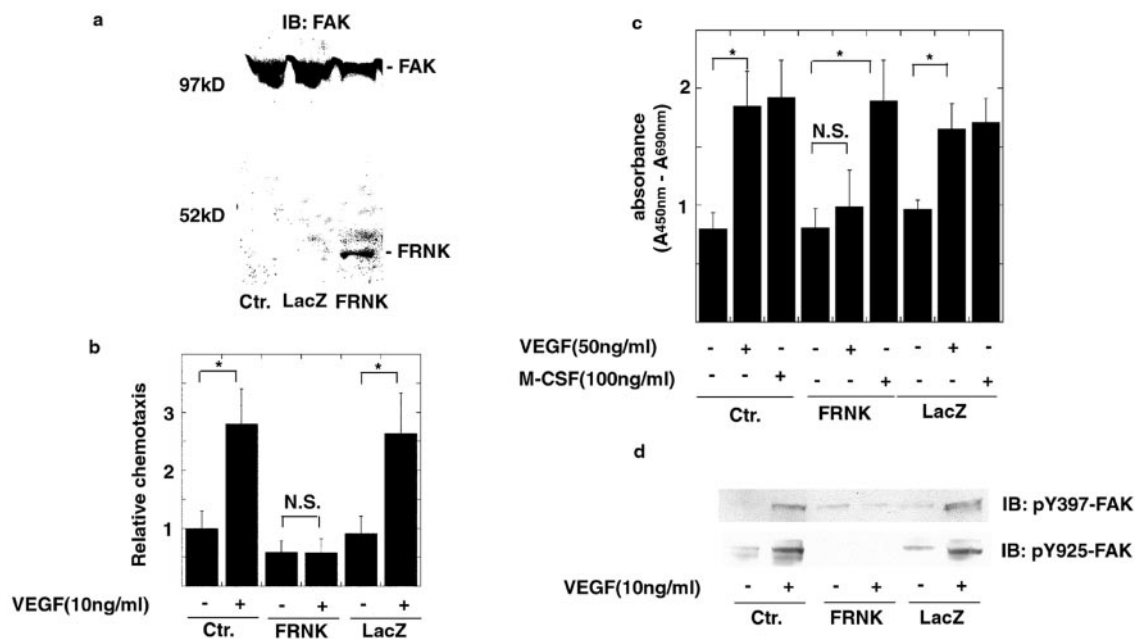 a
IB: FAK
- FAK
97kD
52kD
- FRNK
Ctr. LacZ FRNK
b
Relative chemotaxis
3
2
1
*
N.S.
*
VEGF(10ng/ml) - + - + - +
Ctr. FRNK LacZ
c
absorbance
(A450nm - A690nm)
2
1
*
*
*
N.S.
VEGF(50ng/ml) - + - + - + -
M-CSF(100ng/ml) - - + - - + - - +
Ctr. FRNK LacZ
d
IB: pY397-FAK
IB: pY925-FAK
VEGF(10ng/ml) - + - + - +
Ctr. FRNK LacZ